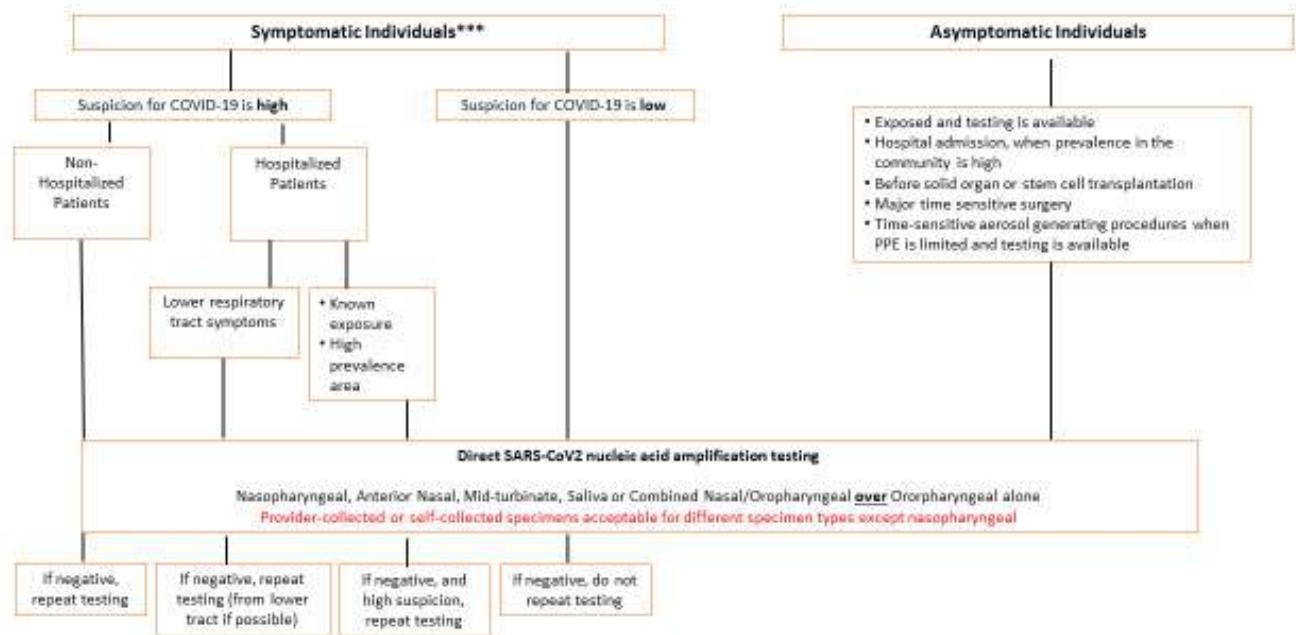 Symptomatic Individuals***
Asymptomatic Individuals
Suspicion for COVID-19 is high
Suspicion for COVID-19 is low
• Exposed and testing is available
• Hospital admission, when prevalence in the
community is high
• Before solid organ or stem cell transplantation
• Major time sensitive surgery
• Time-sensitive aerosol generating procedures when
PPE is limited and testing is available
Non-
Hospitalized
Patients
Hospitalized
Patients
Lower respiratory
tract symptoms
• Known
exposure
• High
prevalence
area
Direct SARS-CoV2 nucleic acid amplification testing
Nasopharyngeal, Anterior Nasal, Mid-turbinate, Saliva or Combined Nasal/Oropharyngeal over Ororpharyngeal alone
Provider-collected or self-collected specimens acceptable for different specimen types except nasopharyngeal
If negative,
repeat testing
If negative, repeat
testing (from lower
tract if possible)
If negative, and
high suspicion,
repeat testing
If negative, do not
repeat testing